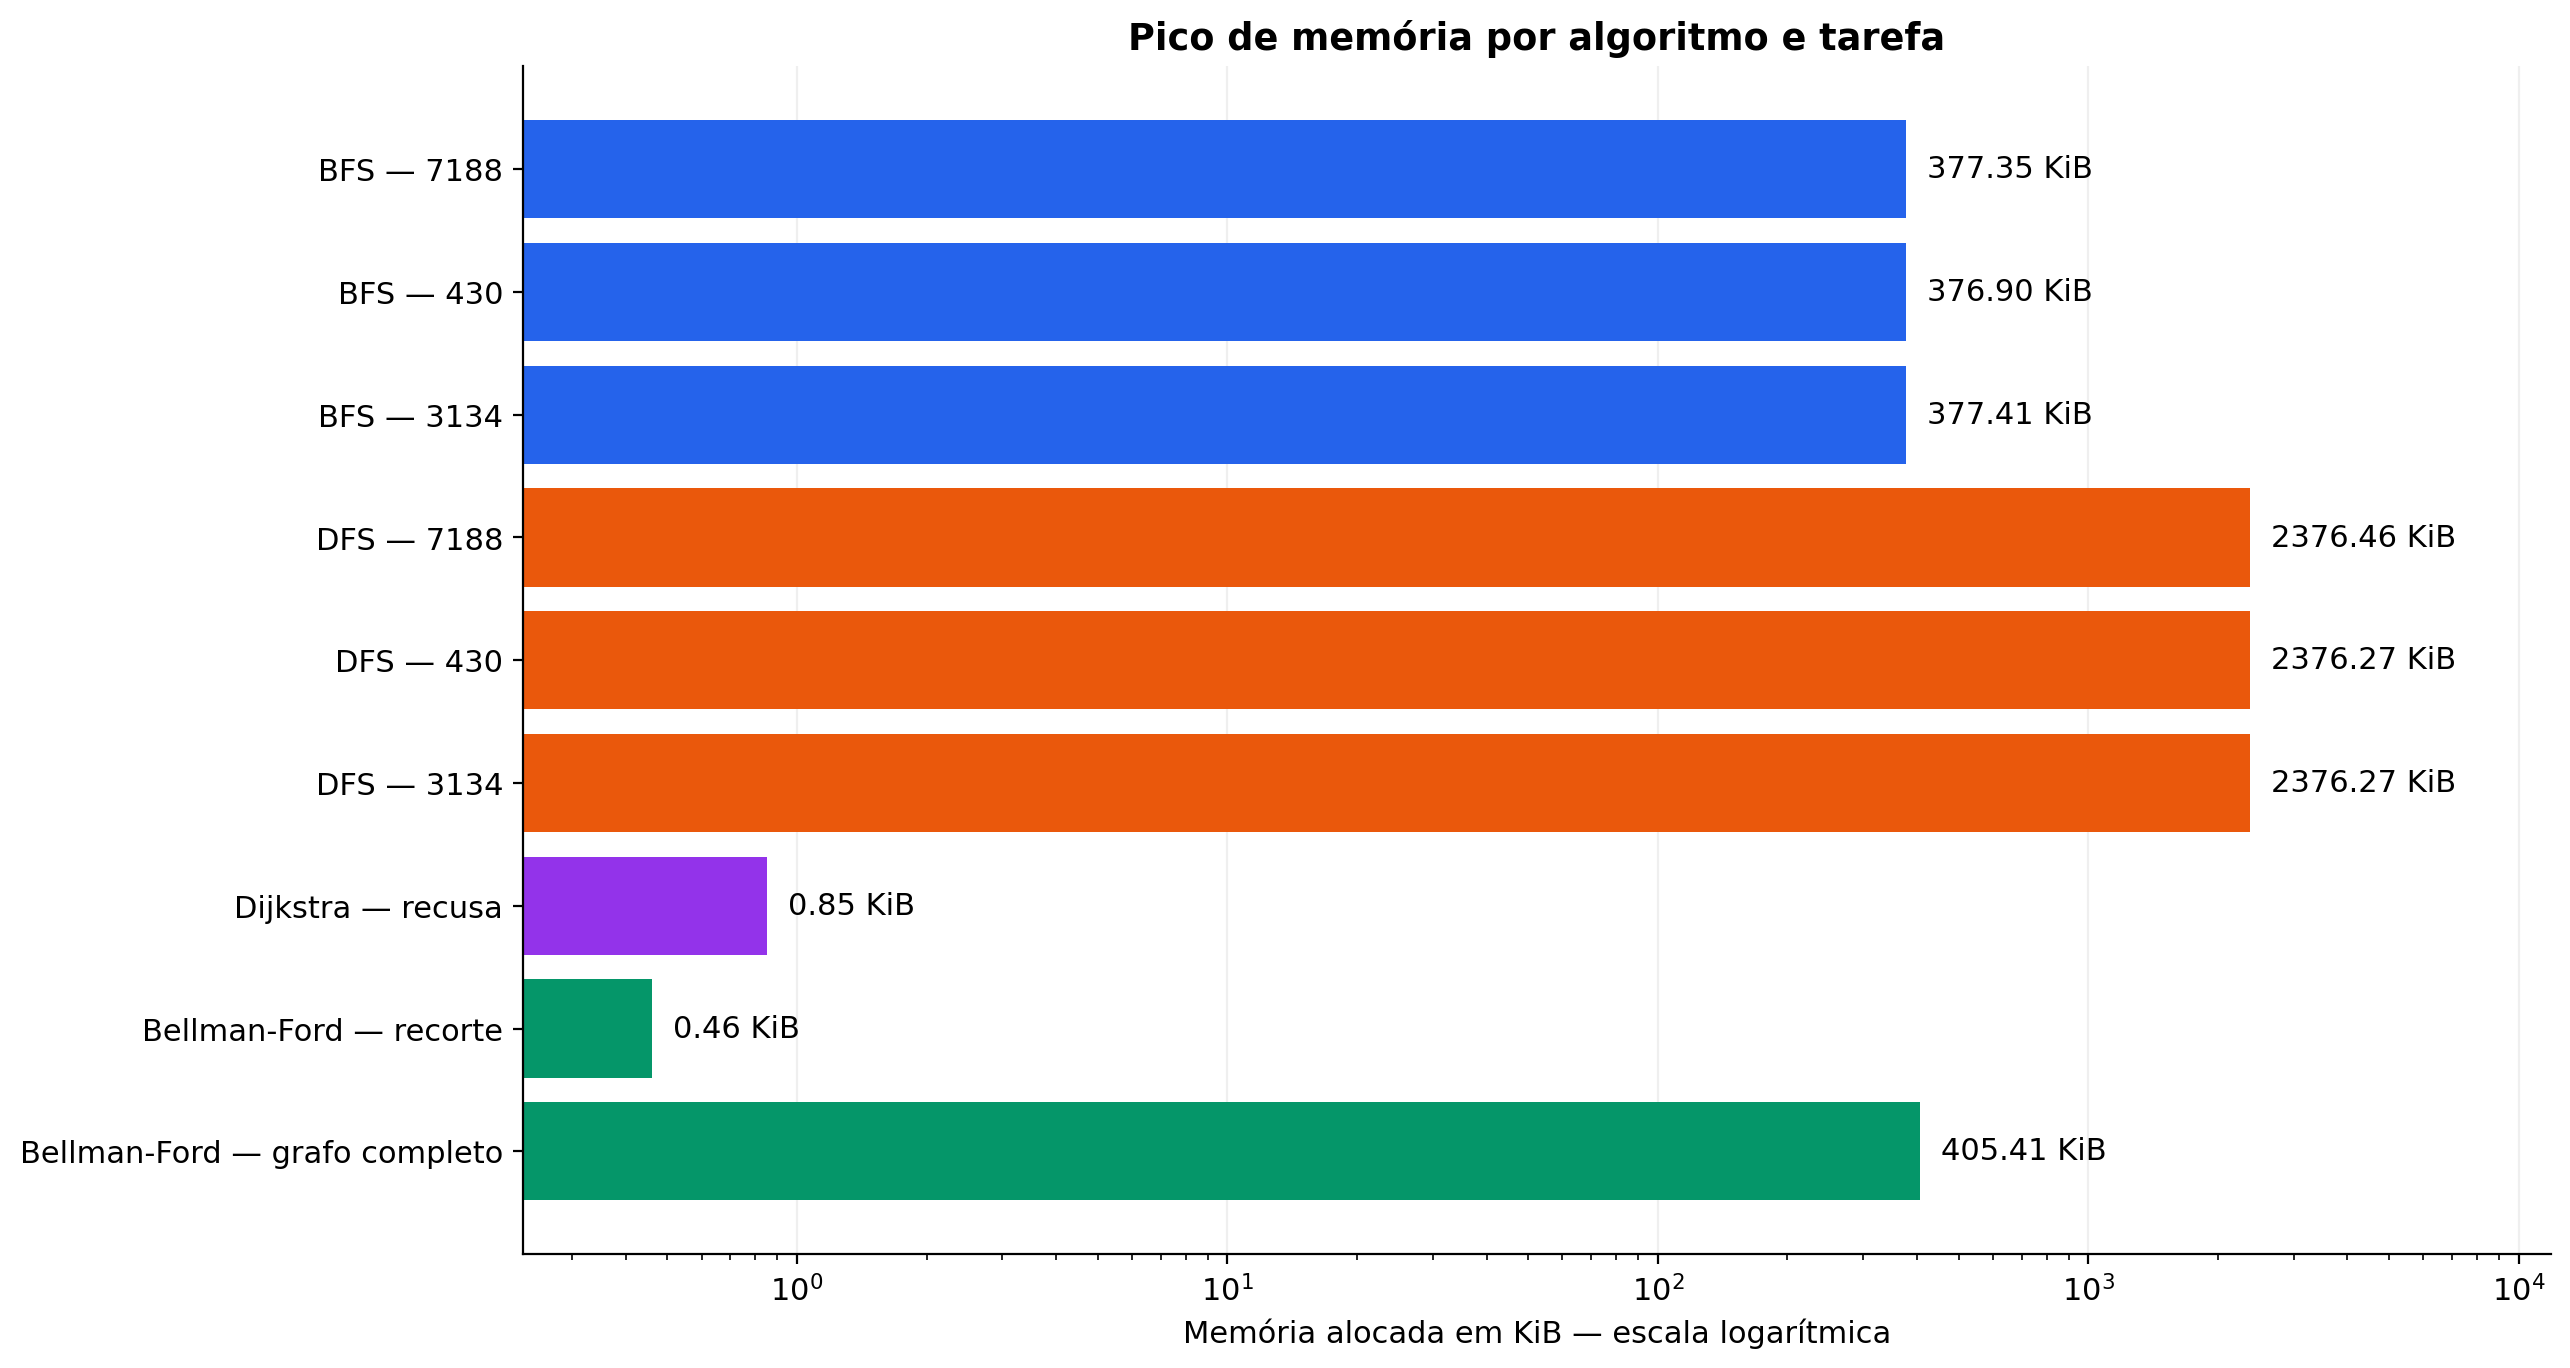 Pico de memória por algoritmo e tarefa
BFS — 7188
377.35 KiB
BFS — 430
376.90 KiB
BFS — 3134
377.41 KiB
DFS — 7188
2376.46 KiB
DFS — 430
2376.27 KiB
DFS — 3134
2376.27 KiB
Dijkstra — recusa
0.85 KiB
Bellman-Ford — recorte
0.46 KiB
Bellman-Ford — grafo completo
405.41 KiB
10⁰ 10¹ 10² 10³ 10⁴
Memória alocada em KiB — escala logarítmica